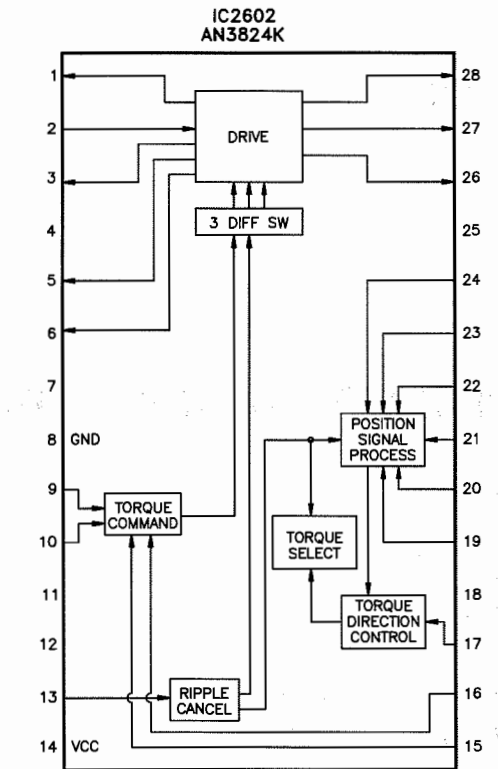 IC2602
AN3824K
1
28
2
DRIVE
27
3
26
4
3 DIFF SW
25
5
24
6
23
7
22
8 GND
POSITION
SIGNAL
PROCESS
21
9
20
TORQUE
COMMAND
10
19
TORQUE
SELECT
11
18
TORQUE
DIRECTION
CONTROL
12
17
13
RIPPLE
CANCEL
16
14 VCC
15